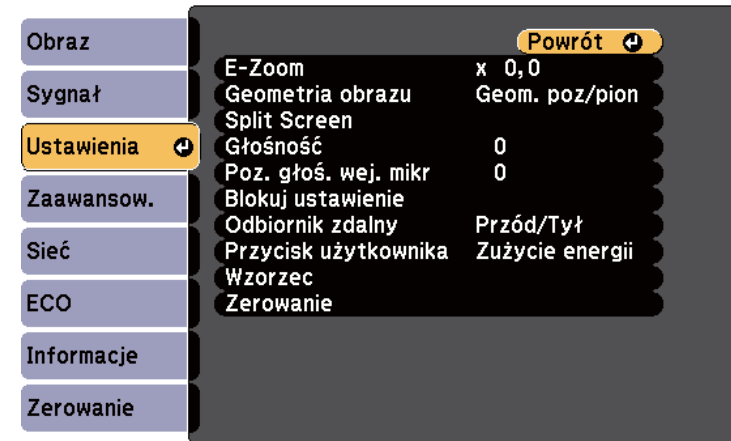 Obraz
Sygnał
Ustawienia
Zaawansow.
Sieć
ECO
Informacje
Zerowanie
Powrót
E-Zoom x 0,0
Geometria obrazu Geom. poz/pion
Split Screen
Głośność 0
Poz. głoś. wej. mikr 0
Blokuj ustawienie
Odbiornik zdalny Przód/Tył
Przycisk użytkownika Zużycie energii
Wzorzec
Zerowanie